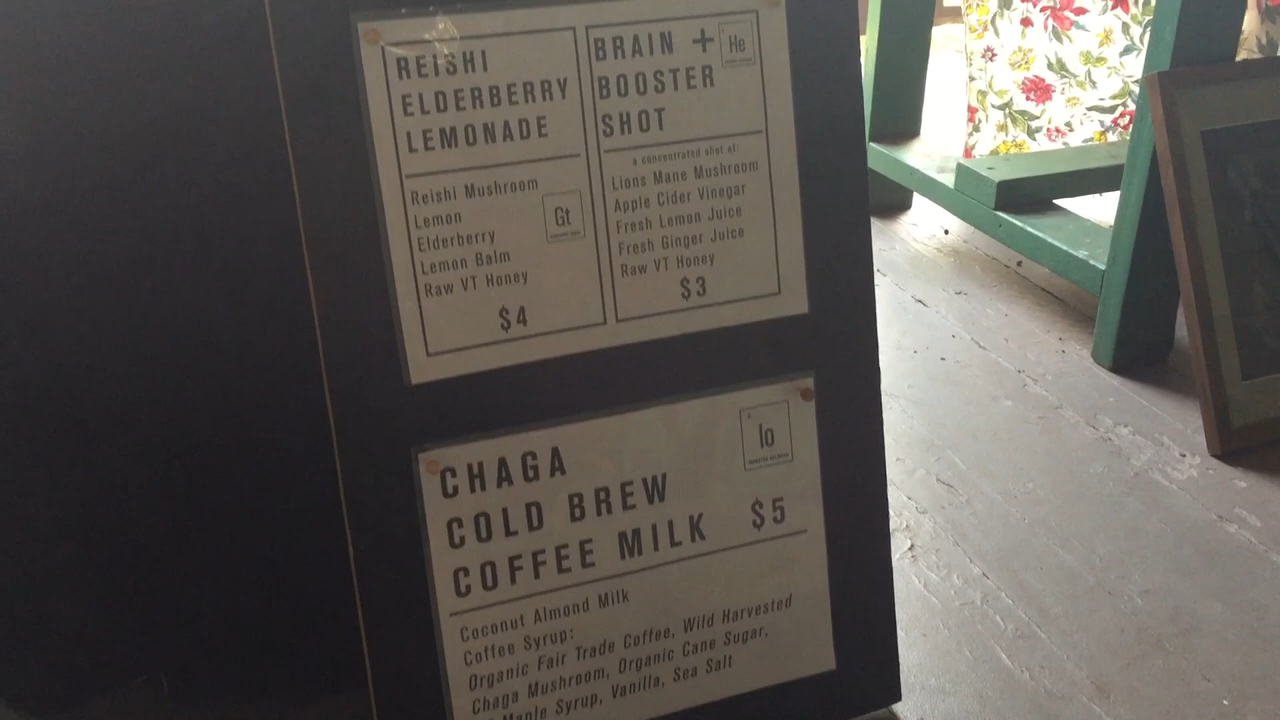 REISHI
ELDERBERRY
LEMONADE
Reishi Mushroom
Lemon
Elderberry
Lemon Balm
Raw VT Honey
Gt
$4
BRAIN +
BOOSTER
SHOT
He
a concentrated shot of:
Lions Mane Mushroom
Apple Cider Vinegar
Fresh Lemon Juice
Fresh Ginger Juice
Raw VT Honey
$3
CHAGA
COLD BREW
COFFEE MILK
$5
Io
Coconut Almond Milk
Coffee Syrup:
Organic Fair Trade Coffee, Wild Harvested
Chaga Mushroom, Organic Cane Sugar,
Maple Syrup, Vanilla, Sea Salt